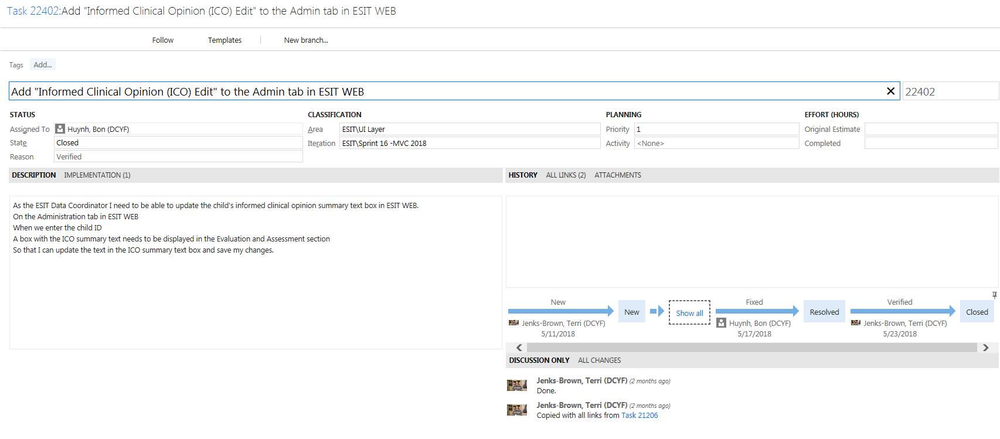 Task 22402:Add "Informed Clinical Opinion (ICO) Edit" to the Admin tab in ESIT WEB
Follow Templates New branch...
Tags Add...
Add "Informed Clinical Opinion (ICO) Edit" to the Admin tab in ESIT WEB 22402
STATUS CLASSIFICATION PLANNING EFFORT (HOURS)
Assigned To Huynh, Bon (DCYF) Area ESIT\UI Layer Priority 1 Original Estimate
State Closed Iteration ESIT\Sprint 16 -MVC 2018 Activity <None> Completed
Reason Verified
DESCRIPTION IMPLEMENTATION (1)
As the ESIT Data Coordinator I need to be able to update the child's informed clinical opinion summary text box in ESIT WEB.
On the Administration tab in ESIT WEB
When we enter the child ID
A box with the ICO summary text needs to be displayed in the Evaluation and Assessment section
So that I can update the text in the ICO summary text box and save my changes.
HISTORY ALL LINKS (2) ATTACHMENTS
New Fixed Verified
New Show all Resolved Closed
Jenks-Brown, Terri (DCYF) Huynh, Bon (DCYF) Jenks-Brown, Terri (DCYF)
5/11/2018 5/17/2018 5/23/2018
DISCUSSION ONLY ALL CHANGES
Jenks-Brown, Terri (DCYF) (2 months ago)
Done.
Jenks-Brown, Terri (DCYF) (2 months ago)
Copied with all links from Task 21206